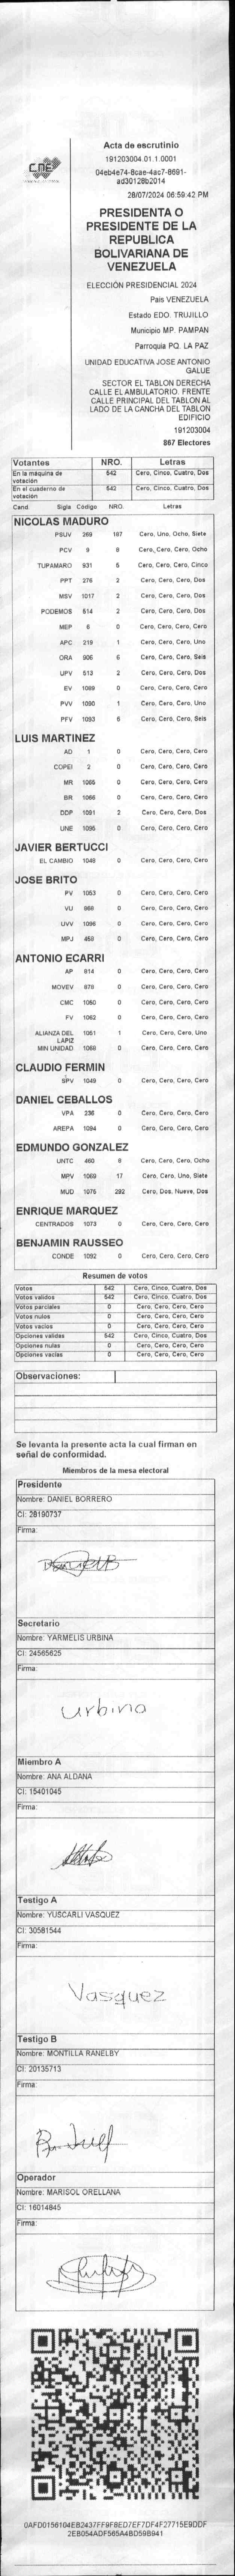 CNE
Acta de escrutinio
191203004.01.1.0001
04eb4e74-8cae-4ac7-8691-
ad30128b2014
28/07/2024 06:59:42 PM
PRESIDENTA O
PRESIDENTE DE LA
REPUBLICA
BOLIVARIANA DE
VENEZUELA
ELECCIÓN PRESIDENCIAL 2024
País VENEZUELA
Estado EDO. TRUJILLO
Municipio MP. PAMPAN
Parroquia PQ. LA PAZ
UNIDAD EDUCATIVA JOSE ANTONIO
GALUE
SECTOR EL TABLON DERECHA
CALLE EL AMBULATORIO. FRENTE
CALLE PRINCIPAL DEL TABLON AL
LADO DE LA CANCHA DEL TABLON
EDIFICIO
191203004
867 Electores
Votantes NRO. Letras
En la máquina de votación 542 Cero, Cinco, Cuatro, Dos
En el cuaderno de votación 542 Cero, Cinco, Cuatro, Dos
Cand. Sigla Código NRO. Letras
NICOLAS MADURO
PSUV 269 187 Cero, Uno, Ocho, Siete
PCV 9 8 Cero, Cero, Cero, Ocho
TUPAMARO 931 5 Cero, Cero, Cero, Cinco
PPT 276 2 Cero, Cero, Cero, Dos
MSV 1017 2 Cero, Cero, Cero, Dos
PODEMOS 514 2 Cero, Cero, Cero, Dos
MEP 6 0 Cero, Cero, Cero, Cero
APC 219 1 Cero, Cero, Cero, Uno
ORA 906 6 Cero, Cero, Cero, Seis
UPV 513 2 Cero, Cero, Cero, Dos
EV 1089 0 Cero, Cero, Cero, Cero
PVV 1090 1 Cero, Cero, Cero, Uno
PFV 1093 6 Cero, Cero, Cero, Seis
LUIS MARTINEZ
AD 1 0 Cero, Cero, Cero, Cero
COPEI 2 0 Cero, Cero, Cero, Cero
MR 1065 0 Cero, Cero, Cero, Cero
BR 1066 0 Cero, Cero, Cero, Cero
DDP 1091 2 Cero, Cero, Cero, Dos
UNE 1095 0 Cero, Cero, Cero, Cero
JAVIER BERTUCCI
EL CAMBIO 1048 0 Cero, Cero, Cero, Cero
JOSE BRITO
PV 1053 0 Cero, Cero, Cero, Cero
VU 868 0 Cero, Cero, Cero, Cero
UVV 1096 0 Cero, Cero, Cero, Cero
MPJ 459 0 Cero, Cero, Cero, Cero
ANTONIO ECARRI
AP 814 0 Cero, Cero, Cero, Cero
MOVEV 879 0 Cero, Cero, Cero, Cero
CMC 1050 0 Cero, Cero, Cero, Cero
FV 1062 0 Cero, Cero, Cero, Cero
ALIANZA DEL LAPIZ 1051 1 Cero, Cero, Cero, Uno
MIN UNIDAD 1060 0 Cero, Cero, Cero, Cero
CLAUDIO FERMIN
SPV 1049 0 Cero, Cero, Cero, Cero
DANIEL CEBALLOS
VPA 236 0 Cero, Cero, Cero, Cero
AREPA 1094 0 Cero, Cero, Cero, Cero
EDMUNDO GONZALEZ
UNTC 460 8 Cero, Cero, Cero, Ocho
MPV 1069 17 Cero, Cero, Uno, Siete
MUD 1075 292 Cero, Dos, Nueve, Dos
ENRIQUE MARQUEZ
CENTRADOS 1073 0 Cero, Cero, Cero, Cero
BENJAMIN RAUSSEO
CONDE 1092 0 Cero, Cero, Cero, Cero
Resumen de votos
Votos 542 Cero, Cinco, Cuatro, Dos
Votos validos 542 Cero, Cinco, Cuatro, Dos
Votos parciales 0 Cero, Cero, Cero, Cero
Votos nulos 0 Cero, Cero, Cero, Cero
Votos vacios 0 Cero, Cero, Cero, Cero
Opciones validas 542 Cero, Cinco, Cuatro, Dos
Opciones nulas 0 Cero, Cero, Cero, Cero
Opciones vacias 0 Cero, Cero, Cero, Cero
Observaciones:
Se levanta la presente acta la cual firman en
señal de conformidad.
Miembros de la mesa electoral
Presidente
Nombre: DANIEL BORRERO
CI: 28190737
Firma:
Secretario
Nombre: YARMELIS URBINA
CI: 24565625
Firma:
Urbina
Miembro A
Nombre: ANA ALDANA
CI: 15401045
Firma:
Testigo A
Nombre: YUSCARLI VASQUEZ
CI: 30581544
Firma:
Vasquez
Testigo B
Nombre: MONTILLA RANELBY
CI: 20135713
Firma:
Operador
Nombre: MARISOL ORELLANA
CI: 16014845
Firma:
0AFD0156104EB2437FF9FBED7EF7DF4F27715E9DDF
2EB054ADF565A4BD59B941